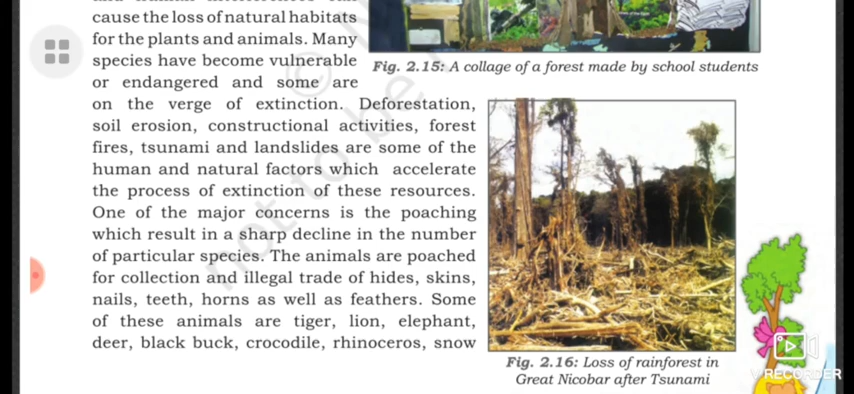 cause the loss of natural habitats
for the plants and animals. Many
species have become vulnerable
or endangered and some are
on the verge of extinction. Deforestation,
soil erosion, constructional activities, forest
fires, tsunami and landslides are some of the
human and natural factors which accelerate
the process of extinction of these resources.
One of the major concerns is the poaching
which result in a sharp decline in the number
of particular species. The animals are poached
for collection and illegal trade of hides, skins,
nails, teeth, horns as well as feathers. Some
of these animals are tiger, lion, elephant,
deer, black buck, crocodile, rhinoceros, snow
Fig. 2.15: A collage of a forest made by school students
Fig. 2.16: Loss of rainforest in
Great Nicobar after Tsunami
not to be
V RECORDER